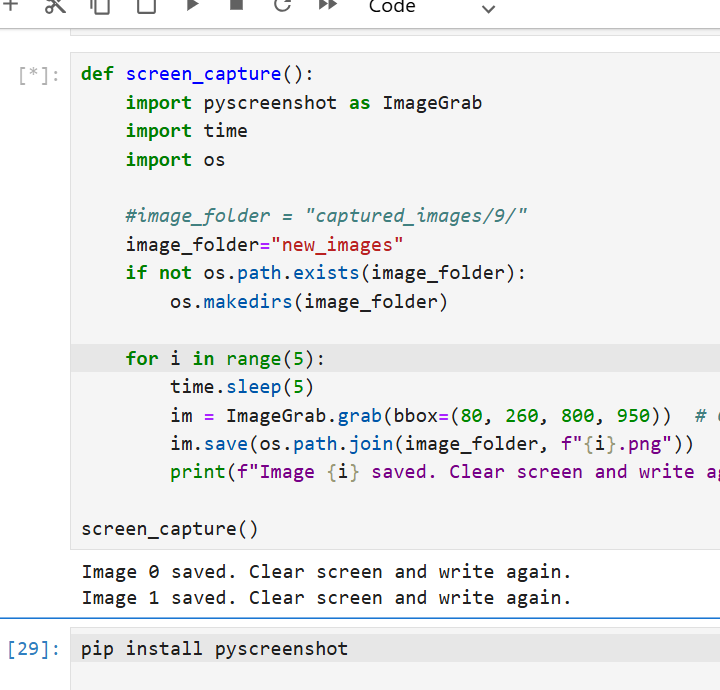 Code
[*]:
def screen_capture():
    import pyscreenshot as ImageGrab
    import time
    import os

    #image_folder = "captured_images/9/"
    image_folder="new_images"
    if not os.path.exists(image_folder):
        os.makedirs(image_folder)

    for i in range(5):
        time.sleep(5)
        im = ImageGrab.grab(bbox=(80, 260, 800, 950))  #
        im.save(os.path.join(image_folder, f"{i}.png"))
        print(f"Image {i} saved. Clear screen and write

screen_capture()
Image 0 saved. Clear screen and write again.
Image 1 saved. Clear screen and write again.
[29]: pip install pyscreenshot